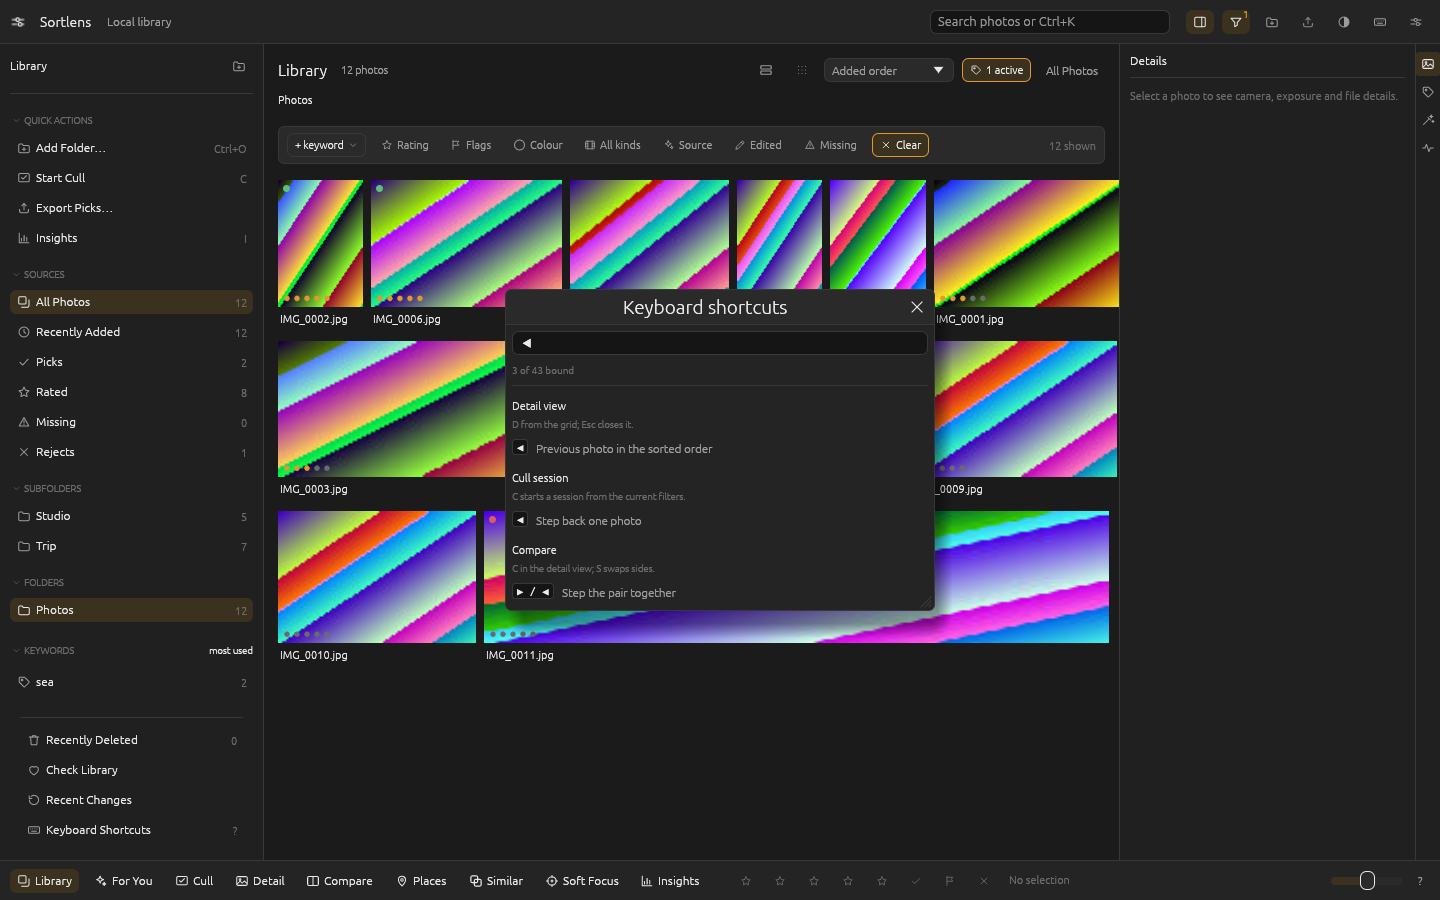 Sortlens Local library Search photos or Ctrl+K
Library
QUICK ACTIONS
Add Folder... Ctrl+O
Start Cull C
Export Picks...
Insights I
SOURCES
All Photos 12
Recently Added 12
Picks 2
Rated 8
Missing 0
Rejects 1
SUBFOLDERS
Studio 5
Trip 7
FOLDERS
Photos 12
KEYWORDS most used
sea 2
Recently Deleted 0
Check Library
Recent Changes
Keyboard Shortcuts ?
Library 12 photos Added order ▼ 1 active All Photos
Photos
+ keyword Rating Flags Colour All kinds Source Edited Missing Clear 12 shown
IMG_0002.jpg IMG_0006.jpg IMG_0001.jpg
IMG_0003.jpg _0009.jpg
IMG_0010.jpg IMG_0011.jpg
Keyboard shortcuts
◀
3 of 43 bound
Detail view
D from the grid; Esc closes it.
◀ Previous photo in the sorted order
Cull session
C starts a session from the current filters.
◀ Step back one photo
Compare
C in the detail view; S swaps sides.
▶ / ◀ Step the pair together
Details
Select a photo to see camera, exposure and file details.
Library For You Cull Detail Compare Places Similar Soft Focus Insights No selection ?